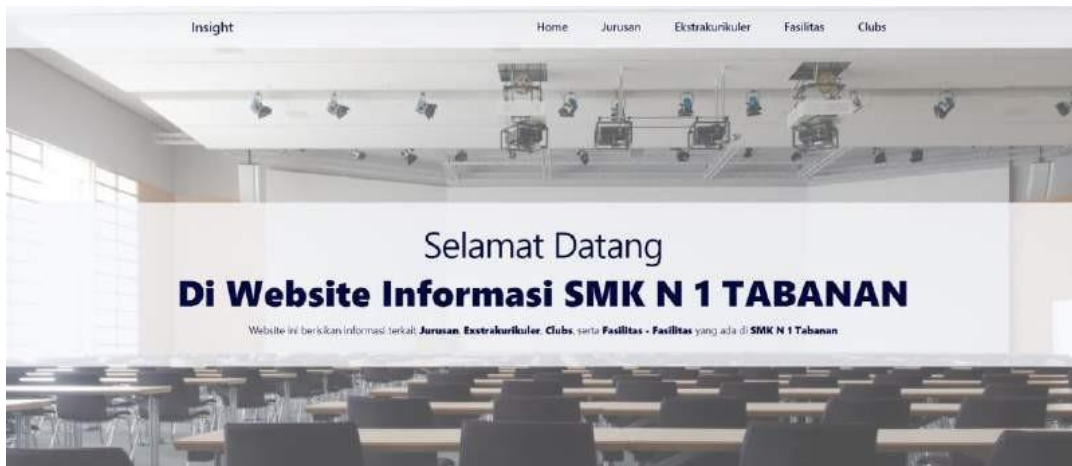 Insight Home Jurusan Ekstrakurikuler Fasilitas Clubs
Selamat Datang
Di Website Informasi SMK N 1 TABANAN
Website ini berisikan informasi terkait Jurusan, Exstrakurikuler, Clubs, serta Fasilitas - Fasilitas yang ada di SMK N 1 Tabanan